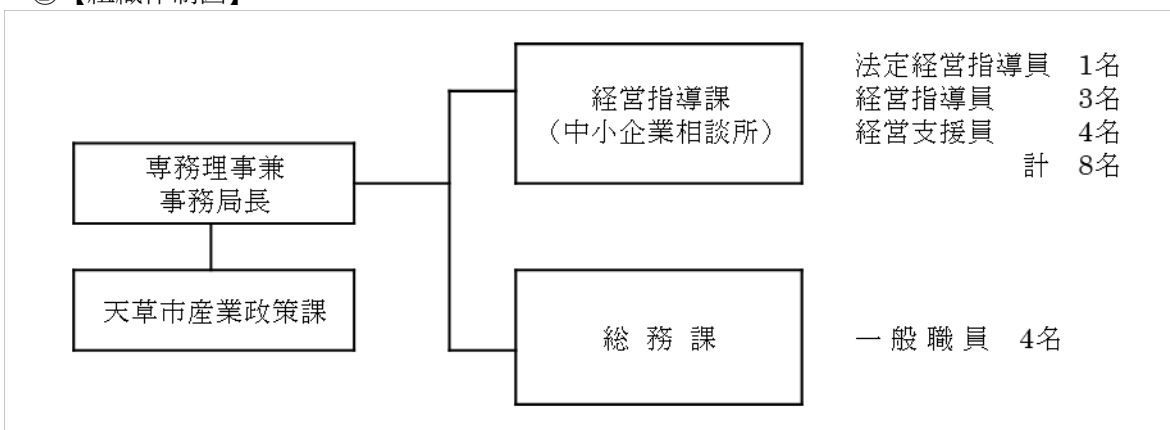 専務理事兼
事務局長
天草市産業政策課
経営指導課
（中小企業相談所）
法定経営指導員 1名
経営指導員 3名
経営支援員 4名
計 8名
総 務 課
一 般 職 員 4名